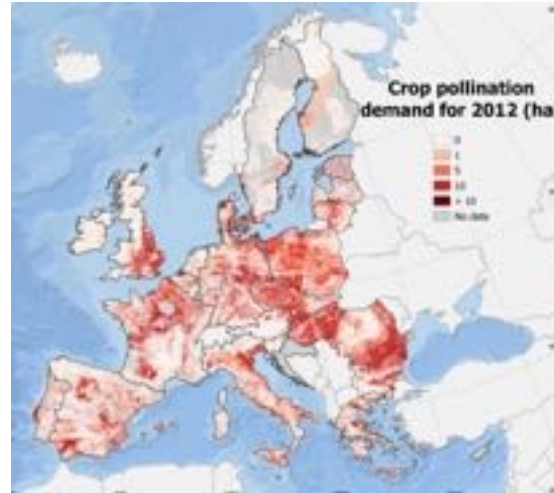 Crop pollination
demand for 2012 (ha
0
1
5
10
> 10
No data